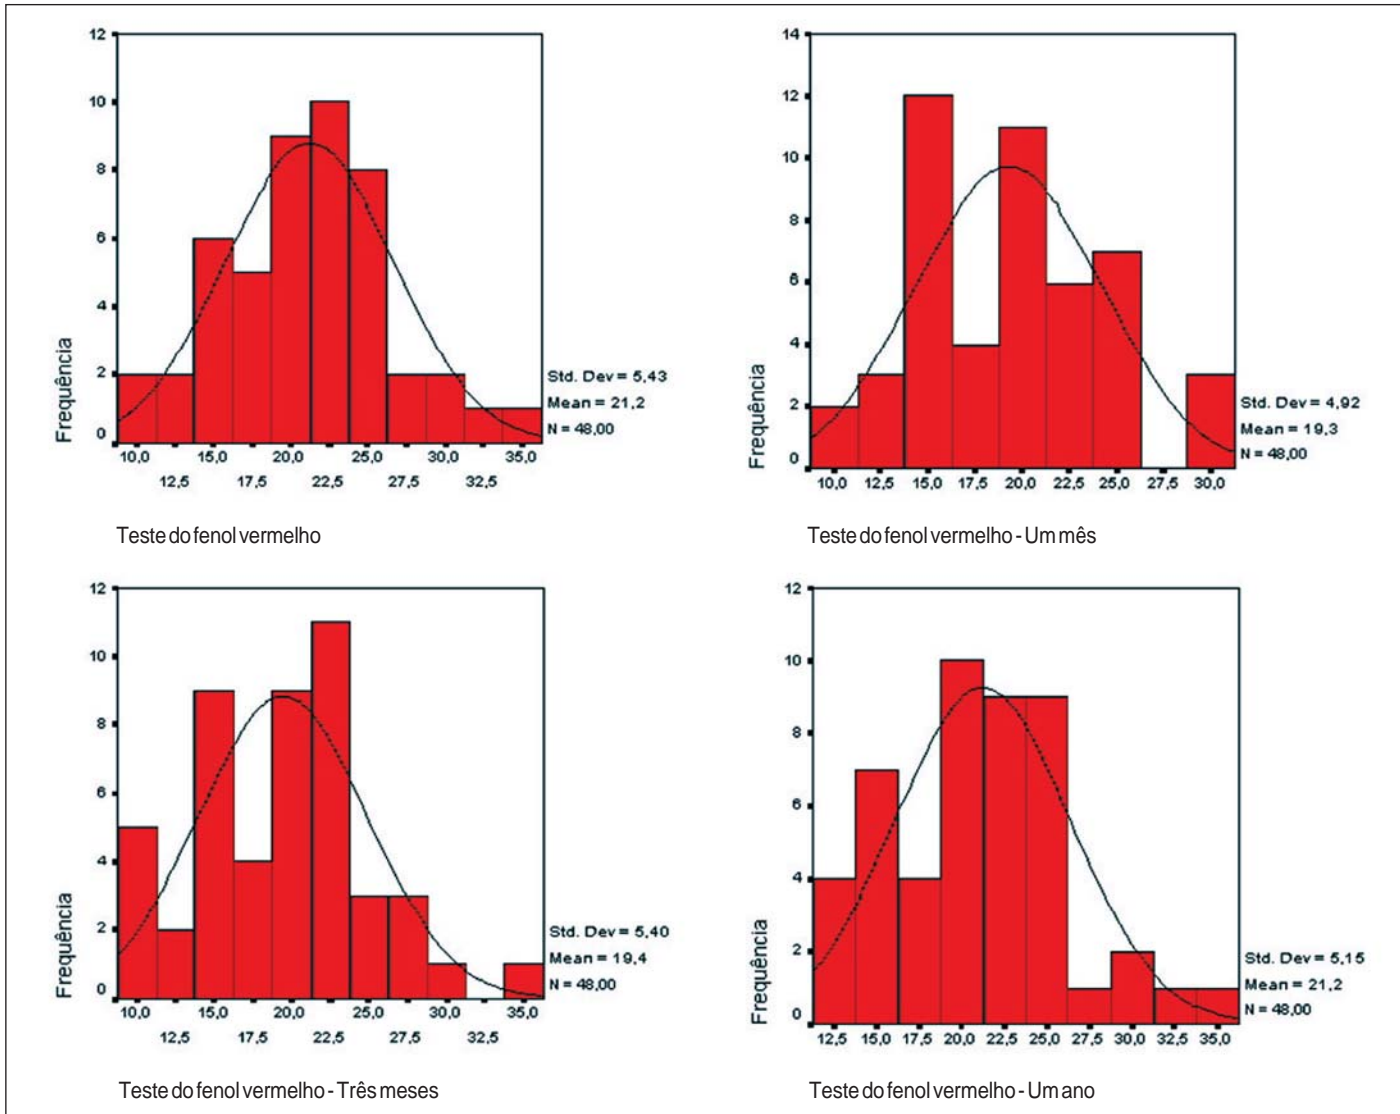 12
10
8
6
4
2
0
Frequência
10,0 15,0 20,0 25,0 30,0 35,0
12,5 17,5 22,5 27,5 32,5
Std. Dev = 5,43
Mean = 21,2
N = 48,00
Teste do fenol vermelho
14
12
10
8
6
4
2
0
Frequência
10,0 12,5 15,0 17,5 20,0 22,5 25,0 27,5 30,0
Std. Dev = 4,92
Mean = 19,3
N = 48,00
Teste do fenol vermelho - Um mês
12
10
8
6
4
2
0
Frequência
10,0 15,0 20,0 25,0 30,0 35,0
12,5 17,5 22,5 27,5 32,5
Std. Dev = 5,40
Mean = 19,4
N = 48,00
Teste do fenol vermelho - Três meses
12
10
8
6
4
2
0
Frequência
12,5 15,0 17,5 20,0 22,5 25,0 27,5 30,0 32,5 35,0
Std. Dev = 5,15
Mean = 21,2
N = 48,00
Teste do fenol vermelho - Um ano